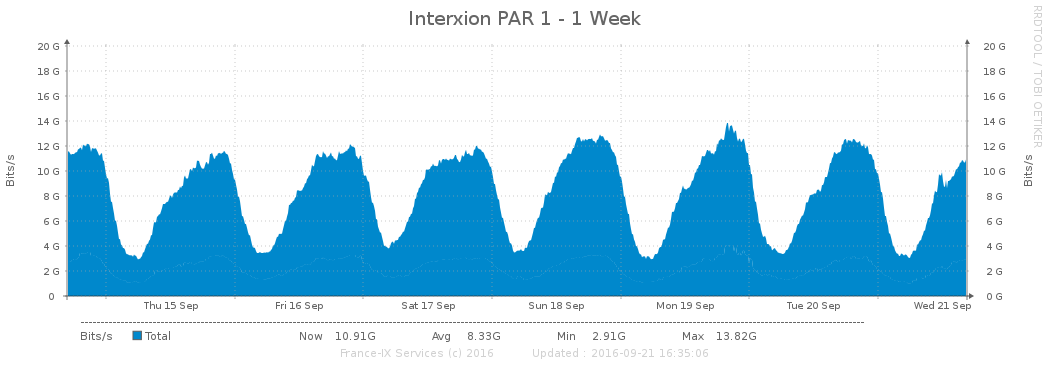 Interxion PAR 1 - 1 Week
RRDTOOL / TOBI OETIKER
Bits/s
20 G 20 G
18 G 18 G
16 G 16 G
14 G 14 G
12 G 12 G
10 G 10 G
8 G 8 G
6 G 6 G
4 G 4 G
2 G 2 G
0 0 G
Bits/s
Thu 15 Sep Fri 16 Sep Sat 17 Sep Sun 18 Sep Mon 19 Sep Tue 20 Sep Wed 21 Sep
Bits/s Total Now 10.91G Avg 8.33G Min 2.91G Max 13.82G
France-IX Services (c) 2016 Updated : 2016-09-21 16:35:06